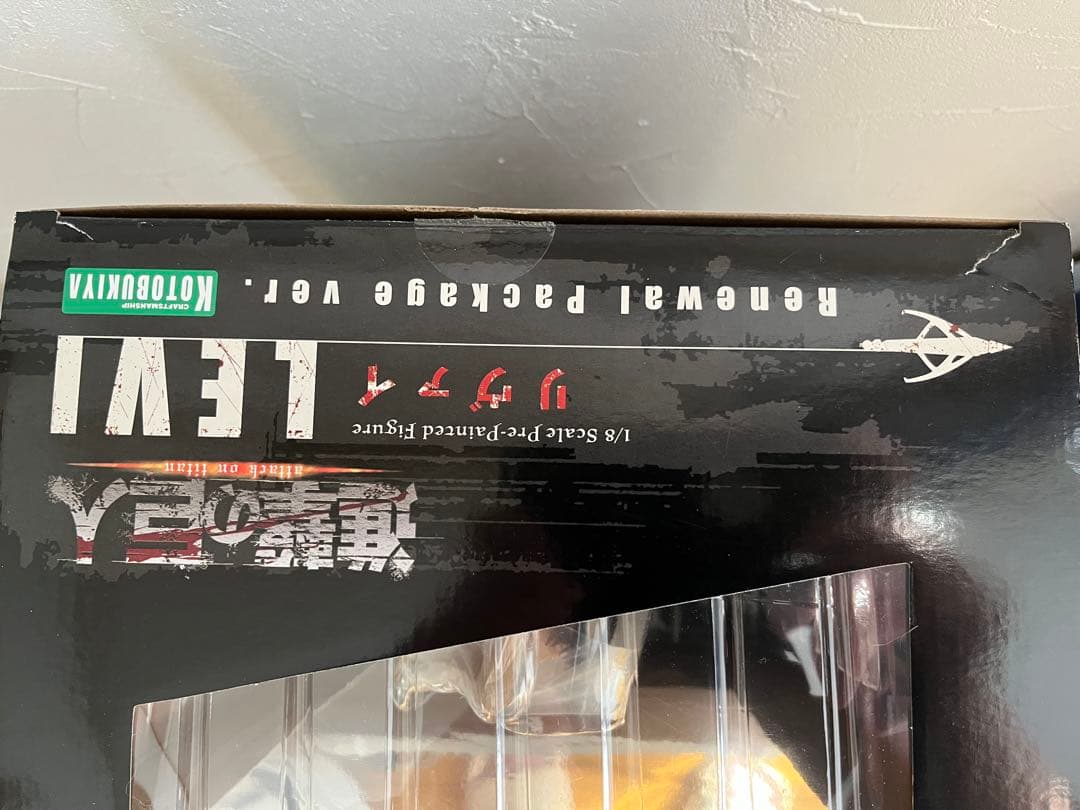 進撃の巨人
attack on titan
1/8 Scale Pre-Painted Figure
LEVI リヴァイ
Renewal Package ver.
CRAFTSMANSHIP
KOTOBUKIYA